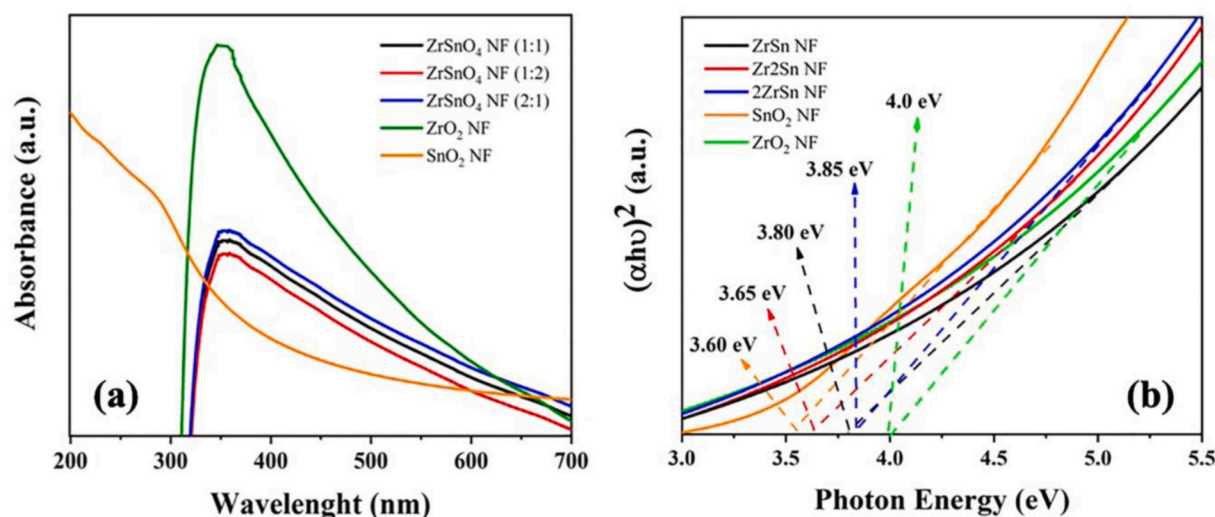 ZrSnO₄ NF (1:1)
ZrSnO₄ NF (1:2)
ZrSnO₄ NF (2:1)
ZrO₂ NF
SnO₂ NF
Absorbance (a.u.)
(a)
200 300 400 500 600 700
Wavelenght (nm)
ZrSn NF
Zr2Sn NF
2ZrSn NF
SnO₂ NF
ZrO₂ NF
4.0 eV
3.85 eV
3.80 eV
3.65 eV
3.60 eV
(αhυ)² (a.u.)
(b)
3.0 3.5 4.0 4.5 5.0 5.5
Photon Energy (eV)